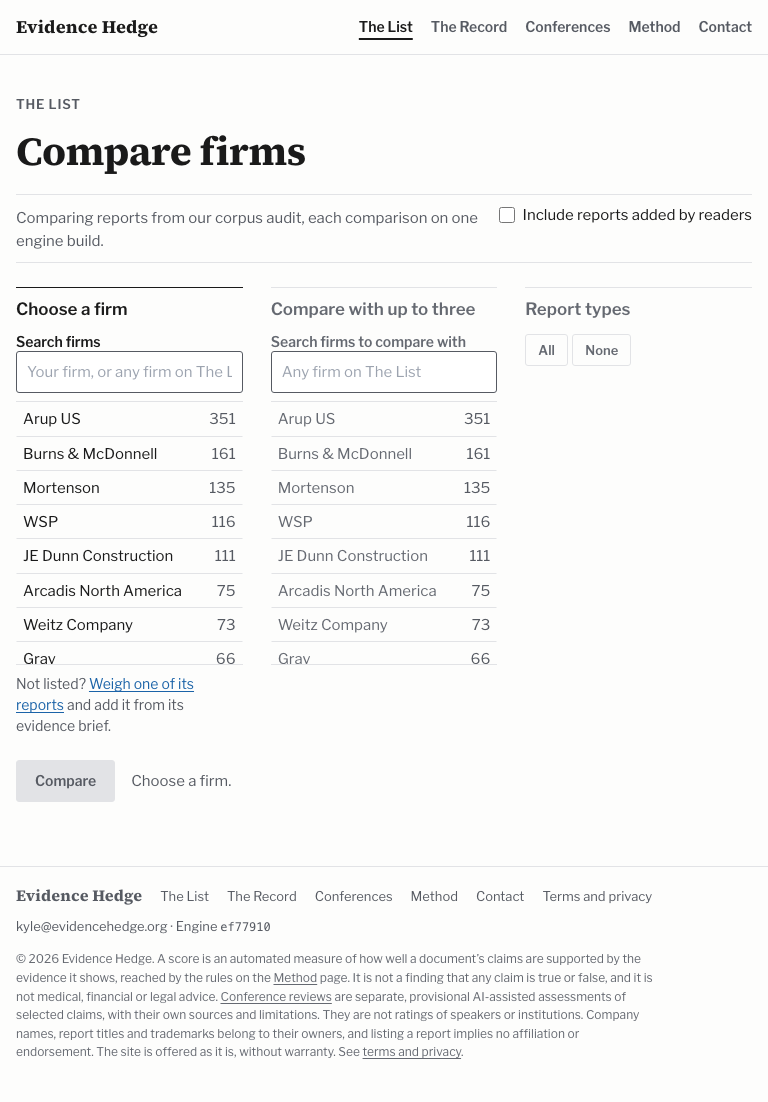 Evidence Hedge
The List
The Record
Conferences
Method
Contact
THE LIST
Compare firms
Comparing reports from our corpus audit, each comparison on one
engine build.
Include reports added by readers
Choose a firm
Search firms
Your firm, or any firm on The L
Arup US 351
Burns & McDonnell 161
Mortenson 135
WSP 116
JE Dunn Construction 111
Arcadis North America 75
Weitz Company 73
Gray 66
Not listed? Weigh one of its
reports and add it from its
evidence brief.
Compare with up to three
Search firms to compare with
Any firm on The List
Arup US 351
Burns & McDonnell 161
Mortenson 135
WSP 116
JE Dunn Construction 111
Arcadis North America 75
Weitz Company 73
Gray 66
Report types
All
None
Compare
Choose a firm.
Evidence Hedge
The List
The Record
Conferences
Method
Contact
Terms and privacy
kyle@evidencehedge.org · Engine ef77910
© 2026 Evidence Hedge. A score is an automated measure of how well a document's claims are supported by the
evidence it shows, reached by the rules on the Method page. It is not a finding that any claim is true or false, and it is
not medical, financial or legal advice. Conference reviews are separate, provisional AI-assisted assessments of
selected claims, with their own sources and limitations. They are not ratings of speakers or institutions. Company
names, report titles and trademarks belong to their owners, and listing a report implies no affiliation or
endorsement. The site is offered as it is, without warranty. See terms and privacy.